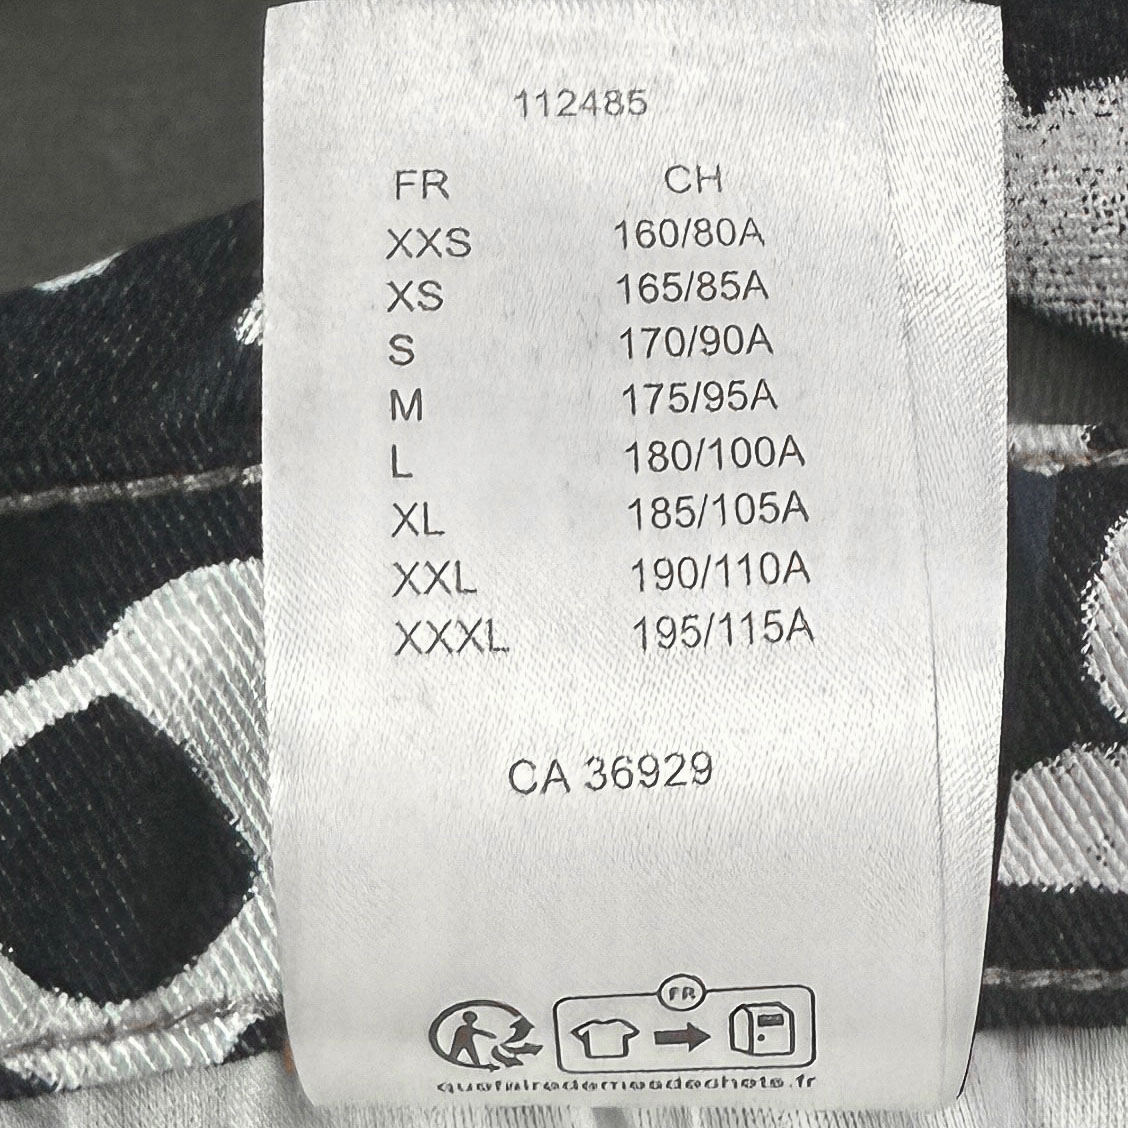 112485
FR CH
XXS 160/80A
XS 165/85A
S 170/90A
M 175/95A
L 180/100A
XL 185/105A
XXL 190/110A
XXXL 195/115A
CA 36929
FR
quefairedemesdechets.fr